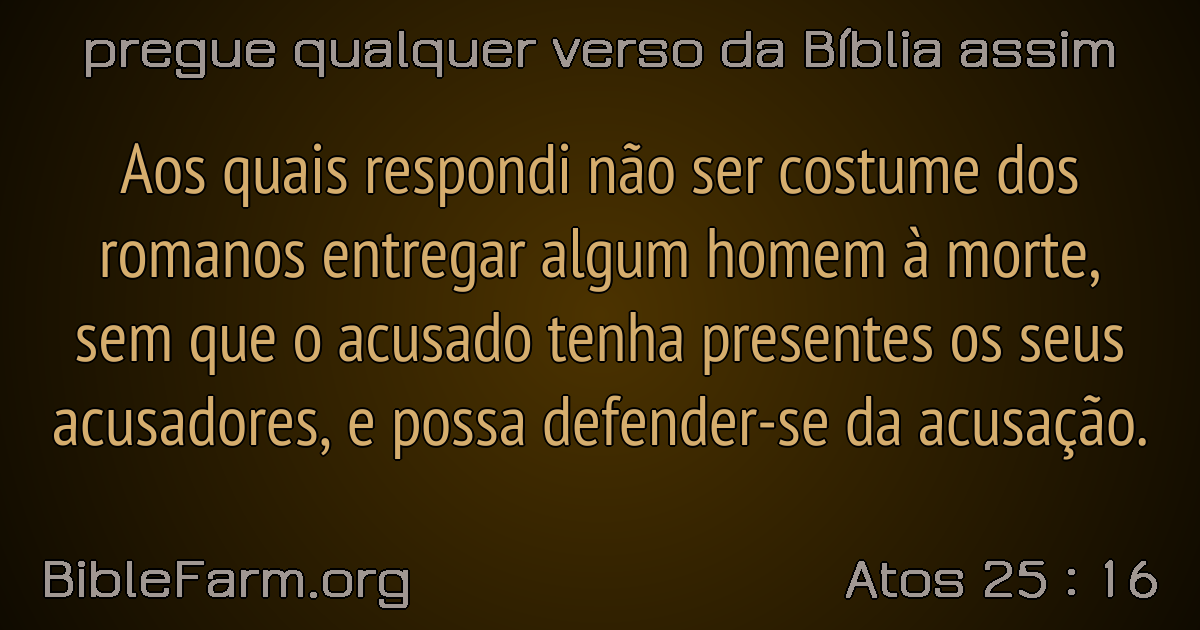 pregue qualquer verso da Bíblia assim
Aos quais respondi não ser costume dos
romanos entregar algum homem à morte,
sem que o acusado tenha presentes os seus
acusadores, e possa defender-se da acusação.
BibleFarm.org
Atos 25 : 16